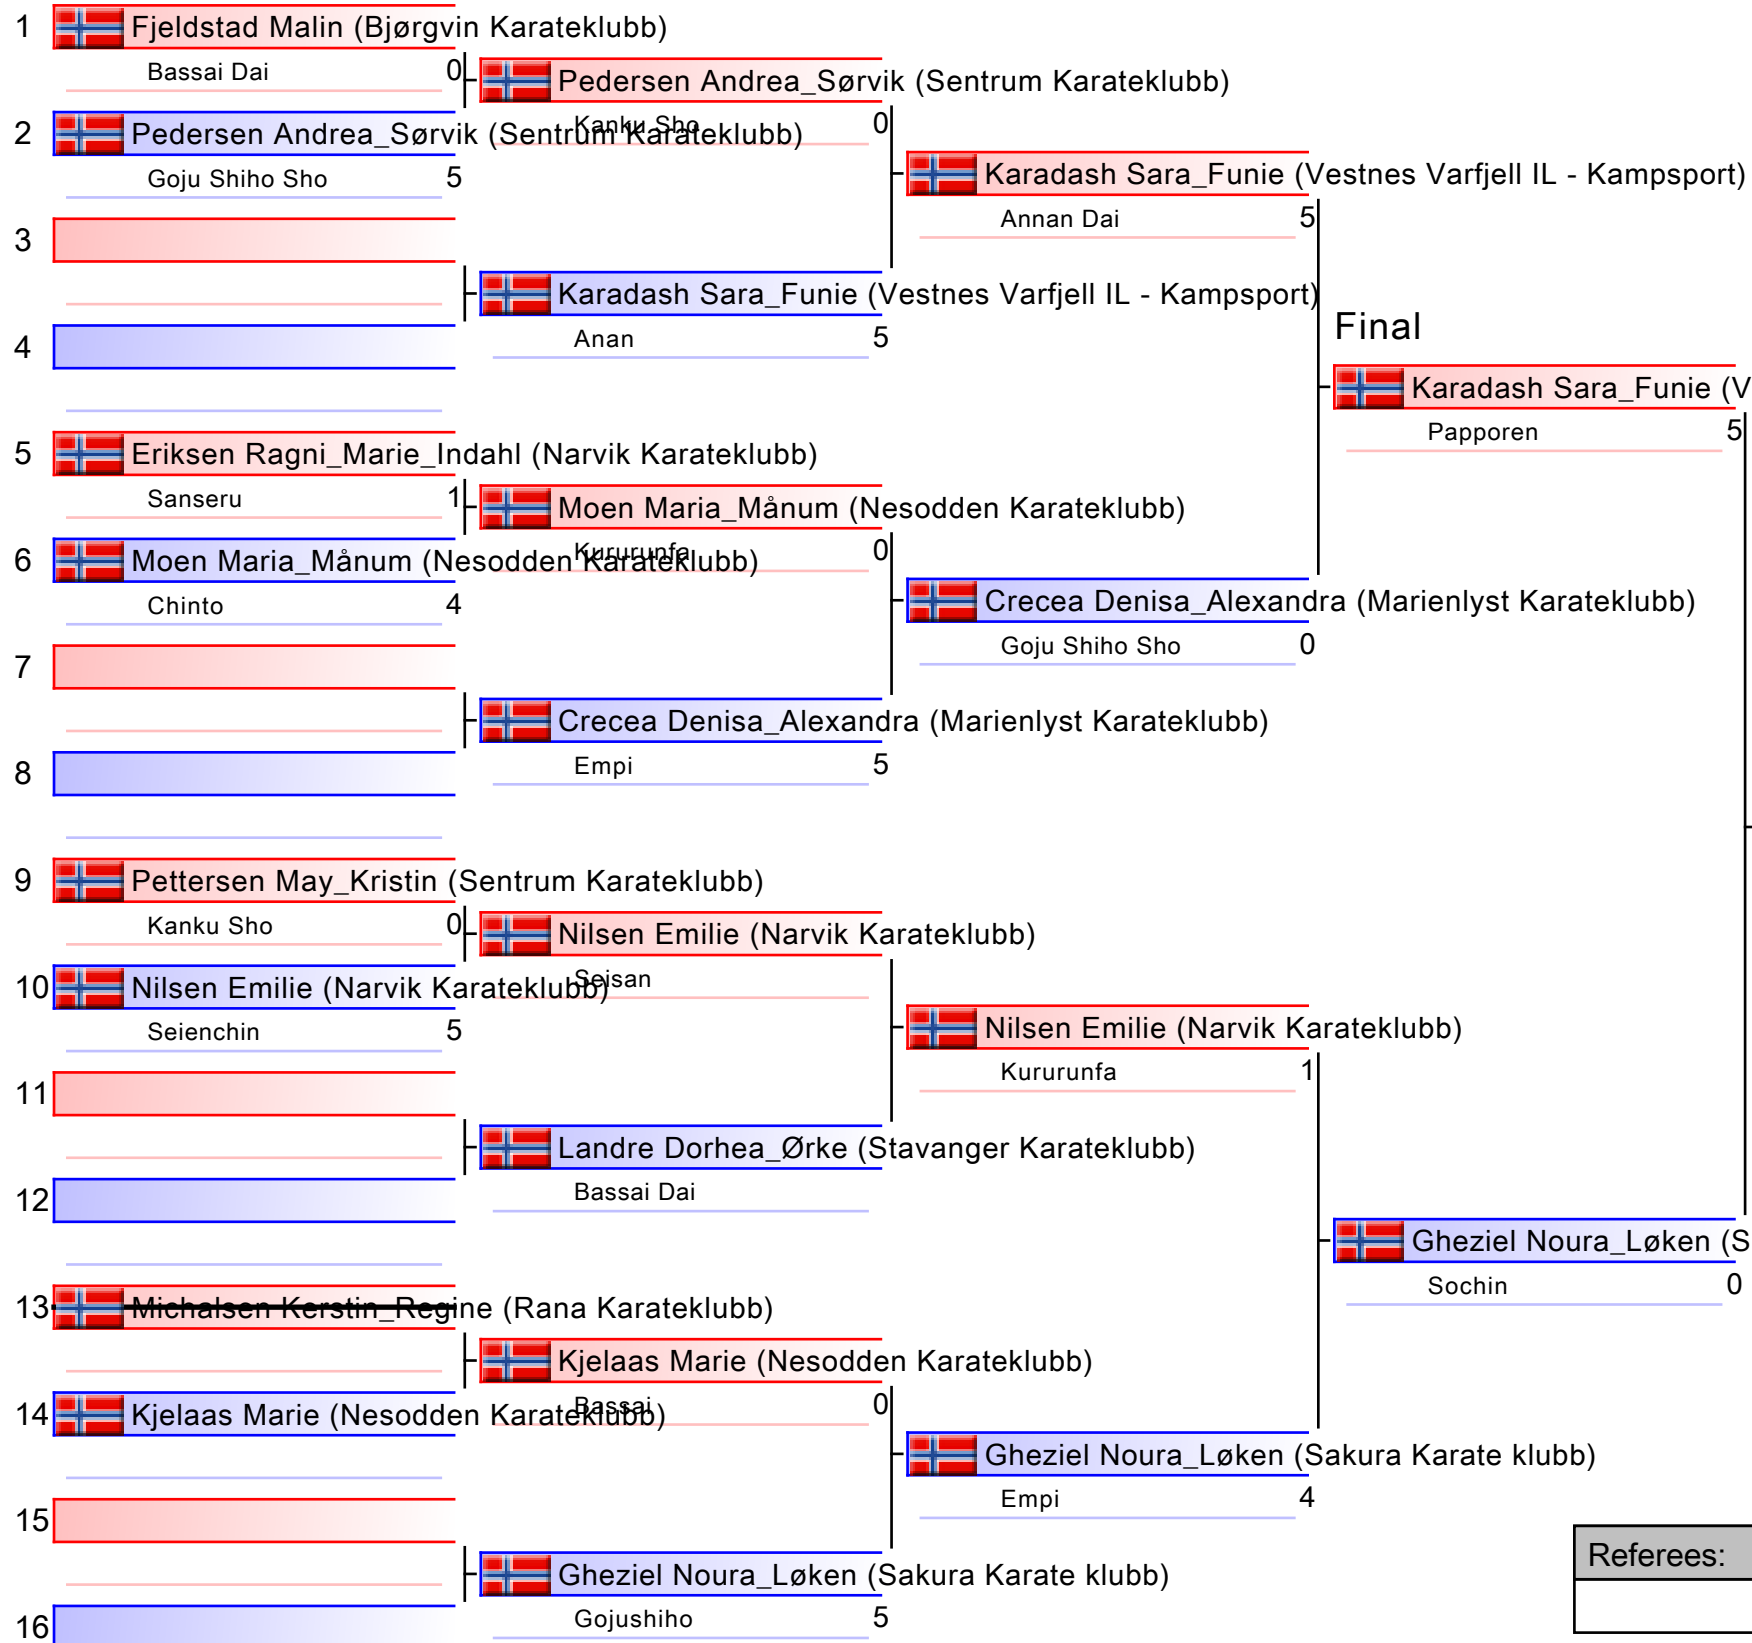 1 Fjeldstad Malin (Bjørgvin Karateklubb)
Bassai Dai 0
2 Pedersen Andrea_Sørvik (Sentrum Karateklubb)
Goju Shiho Sho 5
3
4
5 Eriksen Ragni_Marie_Indahl (Narvik Karateklubb)
Sanseru 1
6 Moen Maria_Månum (Nesodden Karateklubb)
Chinto 4
7
8
9 Pettersen May_Kristin (Sentrum Karateklubb)
Kanku Sho 0
10 Nilsen Emilie (Narvik Karateklubb)
Seienchin 5
11
12
13 Michalsen Kerstin_Regine (Rana Karateklubb)
14 Kjelaas Marie (Nesodden Karateklubb)
15
16
Pedersen Andrea_Sørvik (Sentrum Karateklubb)
Kanku Sho 0
Karadash Sara_Funie (Vestnes Varfjell IL - Kampsport)
Anan 5
Moen Maria_Månum (Nesodden Karateklubb)
Kururunfa 0
Crecea Denisa_Alexandra (Marienlyst Karateklubb)
Empi 5
Nilsen Emilie (Narvik Karateklubb)
Seisan
Landre Dorhea_Ørke (Stavanger Karateklubb)
Bassai Dai
Kjelaas Marie (Nesodden Karateklubb)
Bassai 0
Gheziel Noura_Løken (Sakura Karate klubb)
Gojushiho 5
Karadash Sara_Funie (Vestnes Varfjell IL - Kampsport)
Annan Dai 5
Crecea Denisa_Alexandra (Marienlyst Karateklubb)
Goju Shiho Sho 0
Nilsen Emilie (Narvik Karateklubb)
Kururunfa 1
Gheziel Noura_Løken (Sakura Karate klubb)
Empi 4
Final
Karadash Sara_Funie (V
Papporen 5
Gheziel Noura_Løken (S
Sochin 0
Referees: